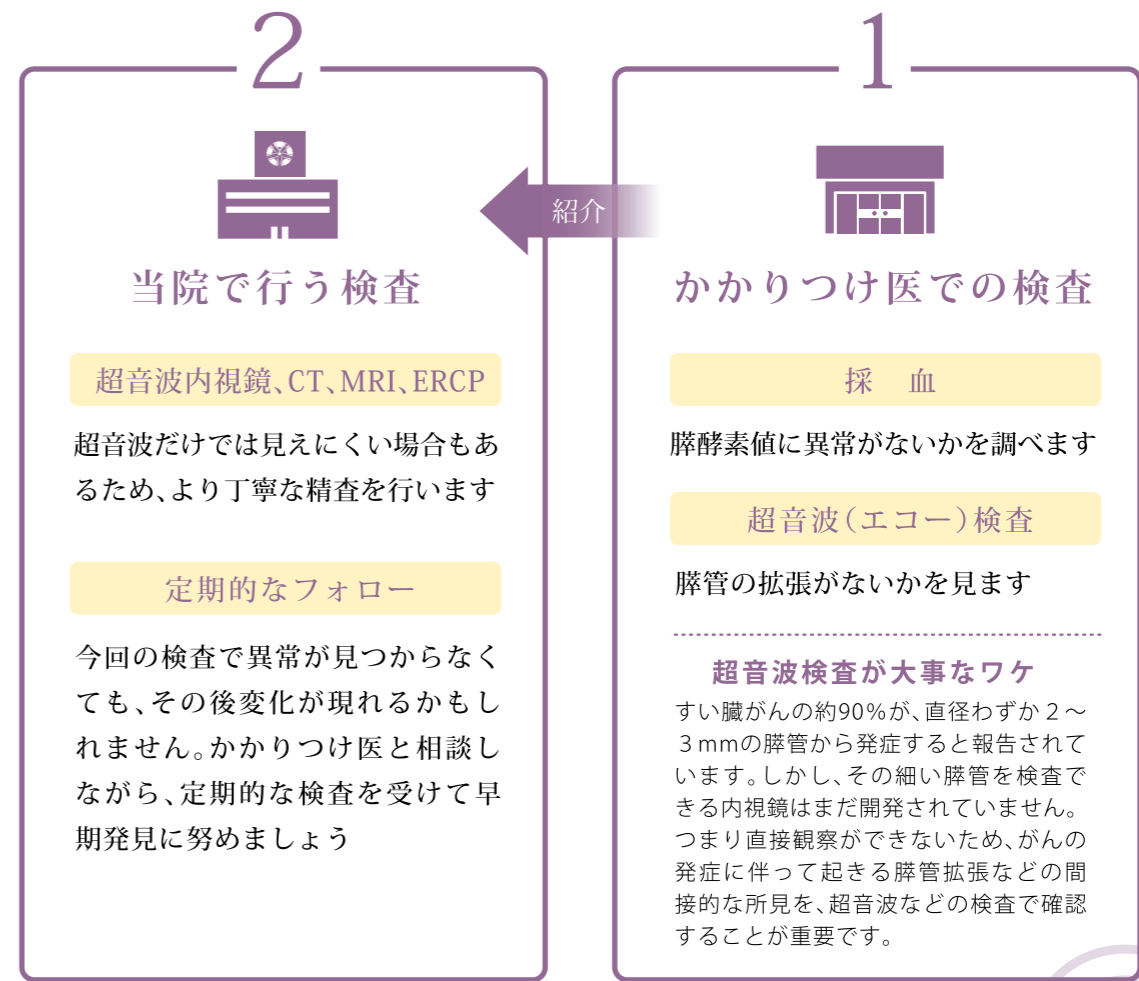 1
かかりつけ医での検査
採 血
膵酵素値に異常がないかを調べます
超音波(エコー)検査
膵管の拡張がないかを見ます
超音波検査が大事なワケ
すい臓がんの約90%が、直径わずか2～
3mmの膵管から発症すると報告されて
います。しかし、その細い膵管を検査で
きる内視鏡はまだ開発されていません。
つまり直接観察ができないため、がんの
発症に伴って起きる膵管拡張などの間
接的な所見を、超音波などの検査で確認
することが重要です。
紹介
2
当院で行う検査
超音波内視鏡、CT、MRI、ERCP
超音波だけでは見えにくい場合もあ
るため、より丁寧な精査を行います
定期的なフォロー
今回の検査で異常が見つからなく
ても、その後変化が現れるかもし
れません。かかりつけ医と相談し
ながら、定期的な検査を受けて早
期発見に努めましょう